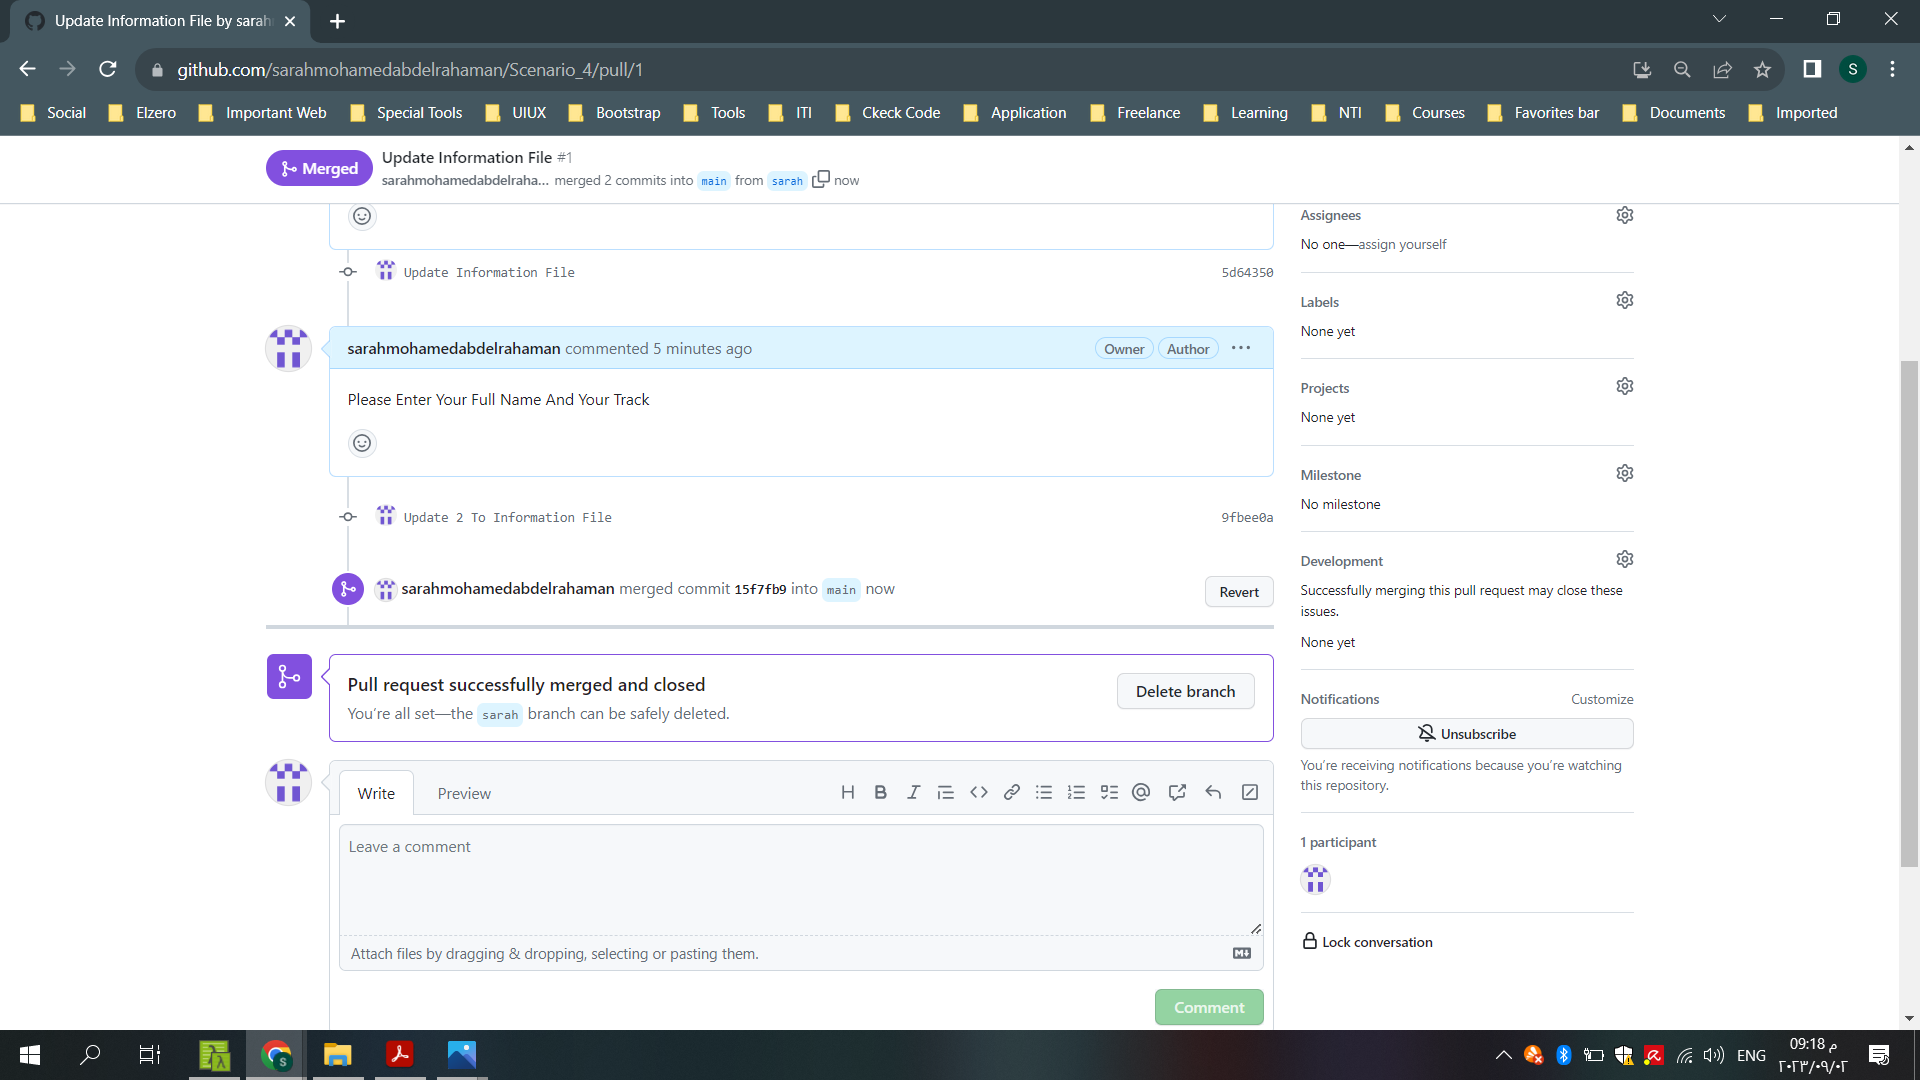 Update Information File by sarah
github.com/sarahmohamedabdelrahaman/Scenario_4/pull/1
S
Social
Elzero
Important Web
Special Tools
UIUX
Bootstrap
Tools
ITI
Ckeck Code
Application
Freelance
Learning
NTI
Courses
Favorites bar
Documents
Imported
Merged
Update Information File #1
sarahmohamedabdelraha... merged 2 commits into main from sarah now
Update Information File 5d64350
sarahmohamedabdelrahaman commented 5 minutes ago Owner Author
Please Enter Your Full Name And Your Track
Update 2 To Information File 9fbee0a
sarahmohamedabdelrahaman merged commit 15f7fb9 into main now Revert
Pull request successfully merged and closed
You're all set—the sarah branch can be safely deleted.
Delete branch
Write Preview
H B I
Leave a comment
Attach files by dragging & dropping, selecting or pasting them.
M
Comment
Assignees
No one—assign yourself
Labels
None yet
Projects
None yet
Milestone
No milestone
Development
Successfully merging this pull request may close these
issues.
None yet
Notifications Customize
Unsubscribe
You're receiving notifications because you're watching
this repository.
1 participant
Lock conversation
λ
S
ENG
09:18 م
٢٠٢٣/٠٩/٠٢